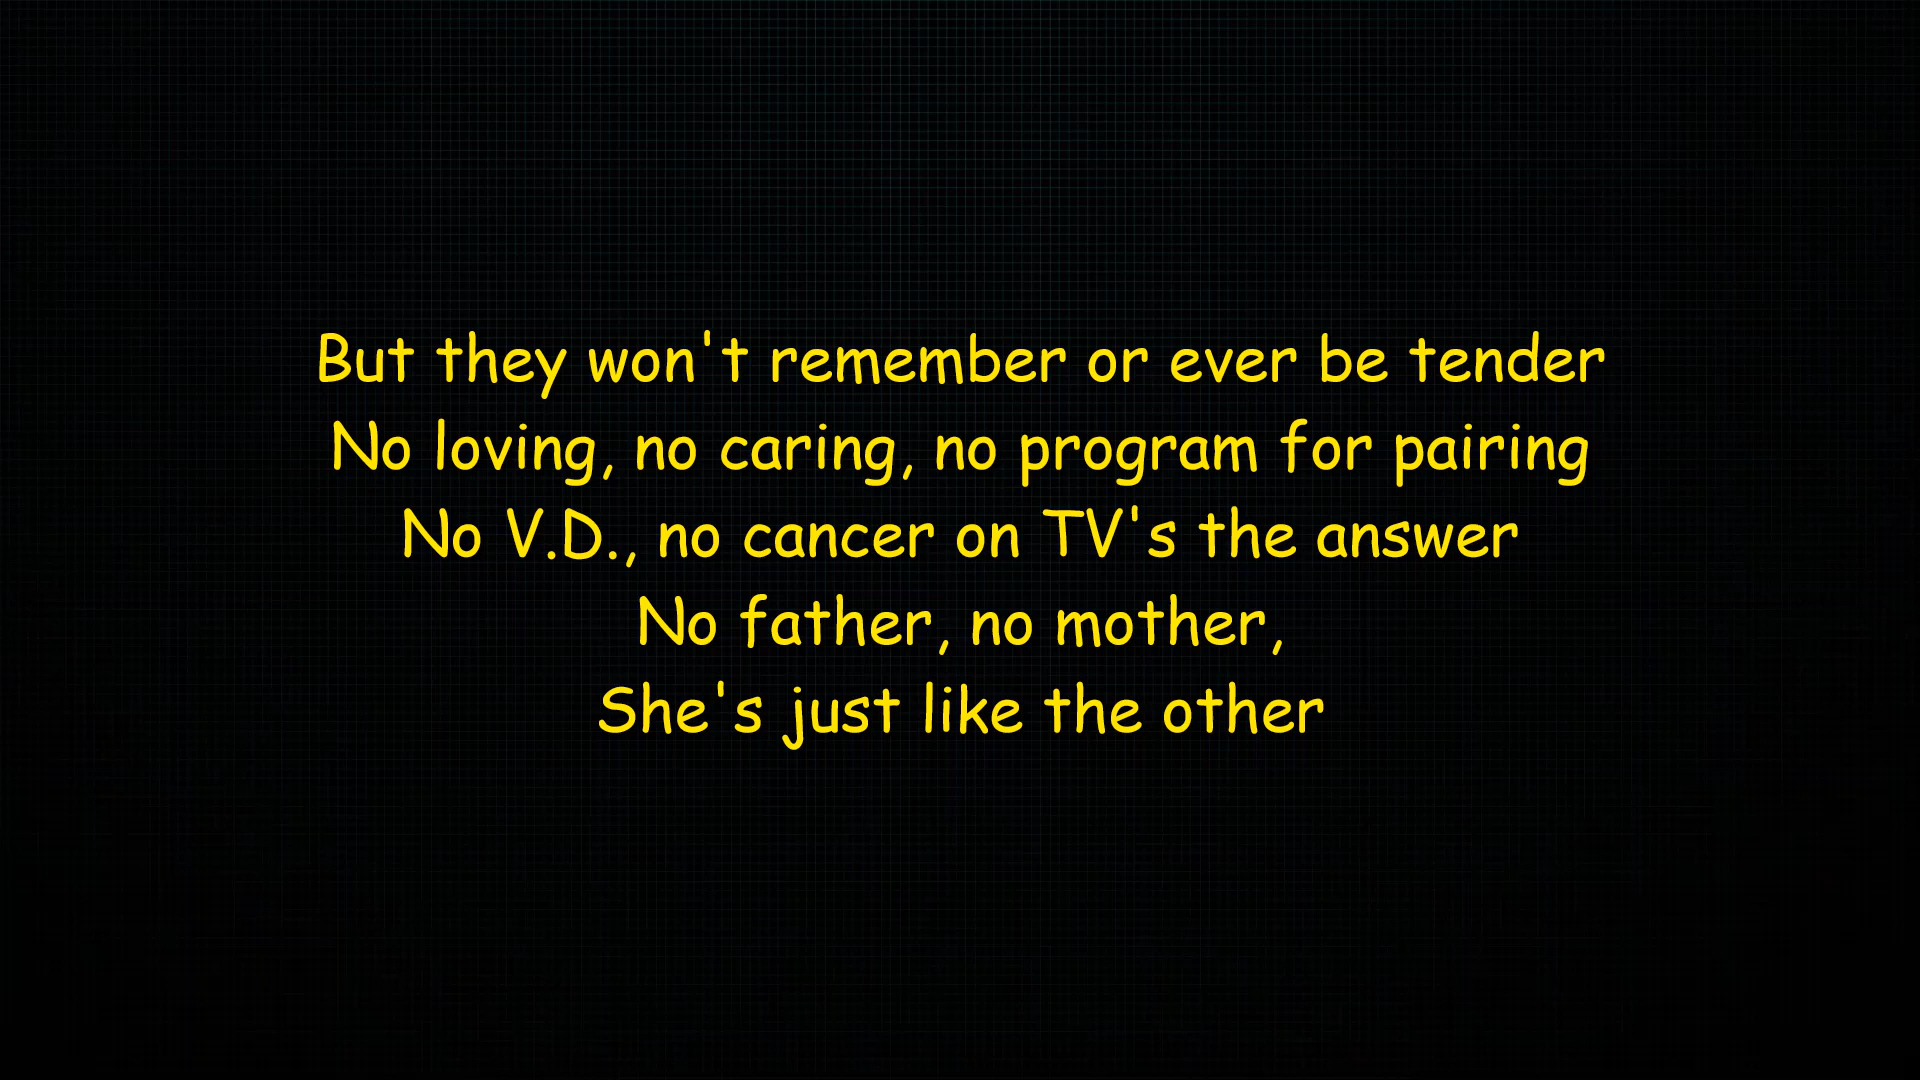 But they won't remember or ever be tender
No loving, no caring, no program for pairing
No V.D., no cancer on TV's the answer
No father, no mother,
She's just like the other